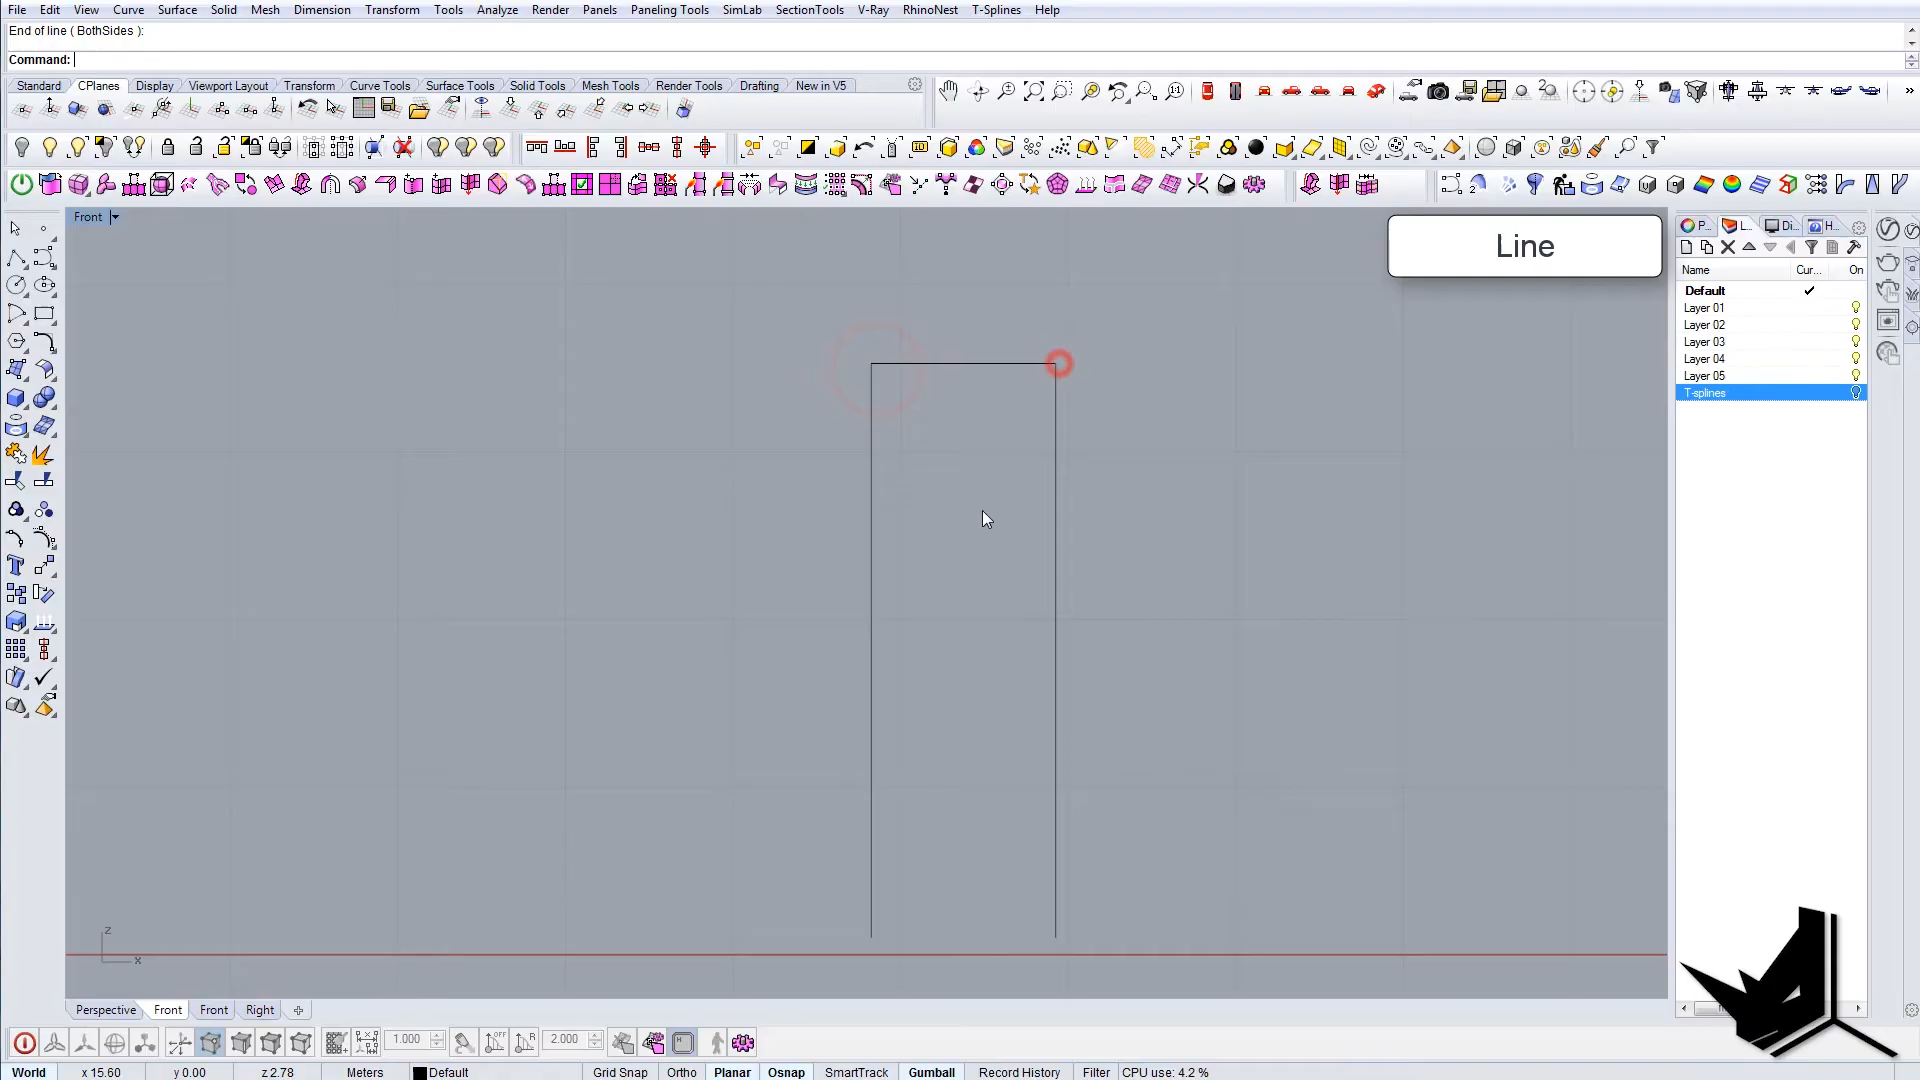 File Edit View Curve Surface Solid Mesh Dimension Transform Tools Analyze Render Panels Paneling Tools SimLab SectionTools V-Ray RhinoNest T-Splines Help
End of line ( BothSides ):
Command:
Standard CPlanes Display Viewport Layout Transform Curve Tools Surface Tools Solid Tools Mesh Tools Render Tools Drafting New in V5
Front
Line
P... L... Di... H...
Name Cur... On
Default
Layer 01
Layer 02
Layer 03
Layer 04
Layer 05
T-splines
z
x
Perspective Front Front Right
1.000 2.000
World x 15.60 y 0.00 z 2.78 Meters Default Grid Snap Ortho Planar Osnap SmartTrack Gumball Record History Filter CPU use: 4.2 %